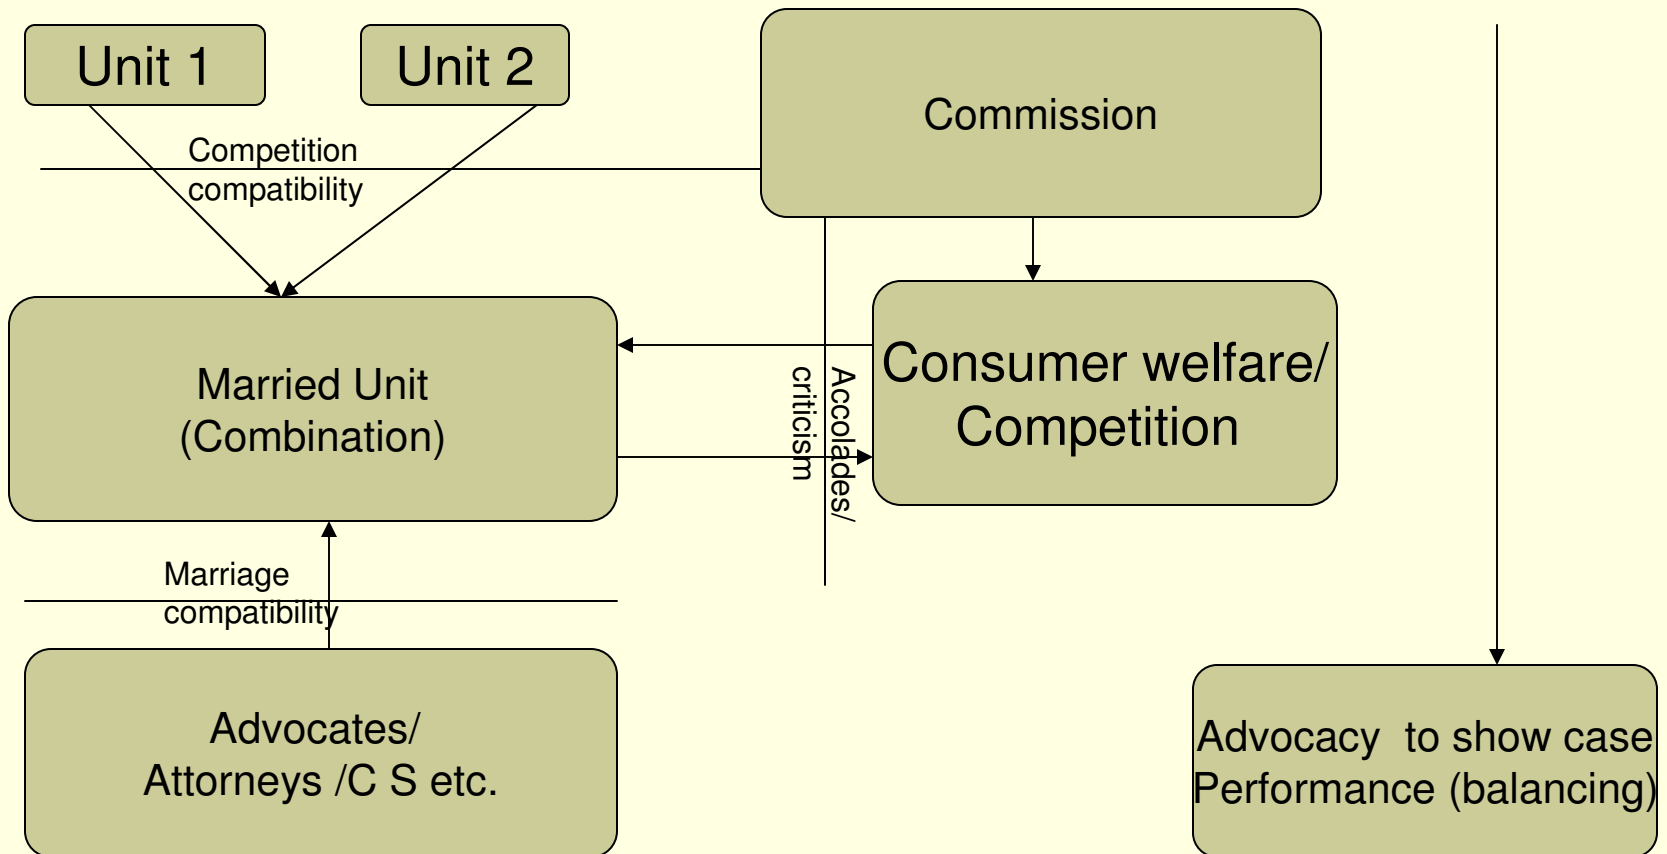 Unit 1
Unit 2
Commission
Competition
compatibility
Married Unit
(Combination)
Accolades/
criticism
Consumer welfare/
Competition
Marriage
compatibility
Advocates/
Attorneys /C S etc.
Advocacy  to show case
Performance (balancing)